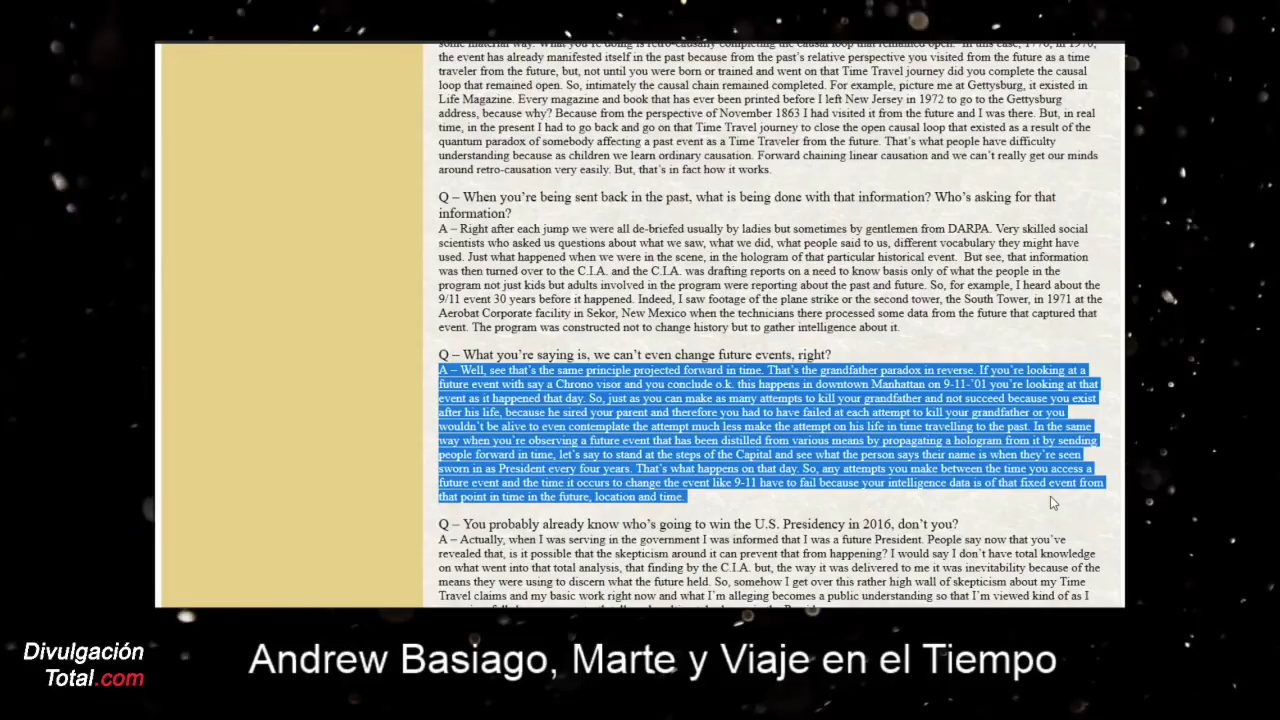 some material way. What you're doing is retro-causally completing the causal loop that remained open. In this case, 1776, in 1970,
the event has already manifested itself in the past because from the past's relative perspective you visited from the future as a time
traveler from the future, but, not until you were born or trained and went on that Time Travel journey did you complete the causal
loop that remained open. So, intimately the causal chain remained completed. For example, picture me at Gettysburg, it existed in
Life Magazine. Every magazine and book that has ever been printed before I left New Jersey in 1972 to go to the Gettysburg
address, because why? Because from the perspective of November 1863 I had visited it from the future and I was there. But, in real
time, in the present I had to go back and go on that Time Travel journey to close the open causal loop that existed as a result of the
quantum paradox of somebody affecting a past event as a Time Traveler from the future. That's what people have difficulty
understanding because as children we learn ordinary causation. Forward chaining linear causation and we can't really get our minds
around retro-causation very easily. But, that's in fact how it works.
Q – When you're being sent back in the past, what is being done with that information? Who's asking for that
information?
A – Right after each jump we were all de-briefed usually by ladies but sometimes by gentlemen from DARPA. Very skilled social
scientists who asked us questions about what we saw, what we did, what people said to us, different vocabulary they might have
used. Just what happened when we were in the scene, in the hologram of that particular historical event. But see, that information
was then turned over to the C.I.A. and the C.I.A. was drafting reports on a need to know basis only of what the people in the
program not just kids but adults involved in the program were reporting about the past and future. So, for example, I heard about the
9/11 event 30 years before it happened. Indeed, I saw footage of the plane strike or the second tower, the South Tower, in 1971 at the
Aerobat Corporate facility in Sekor, New Mexico when the technicians there processed some data from the future that captured that
event. The program was constructed not to change history but to gather intelligence about it.
Q – What you're saying is, we can't even change future events, right?
A – Well, see that's the same principle projected forward in time. That's the grandfather paradox in reverse. If you're looking at a
future event with say a Chrono visor and you conclude o.k. this happens in downtown Manhattan on 9-11-'01 you're looking at that
event as it happened that day. So, just as you can make as many attempts to kill your grandfather and not succeed because you exist
after his life, because he sired your parent and therefore you had to have failed at each attempt to kill your grandfather or you
wouldn't be alive to even contemplate the attempt much less make the attempt on his life in time travelling to the past. In the same
way when you're observing a future event that has been distilled from various means by propagating a hologram from it by sending
people forward in time, let's say to stand at the steps of the Capital and see what the person says their name is when they're seen
sworn in as President every four years. That's what happens on that day. So, any attempts you make between the time you access a
future event and the time it occurs to change the event like 9-11 have to fail because your intelligence data is of that fixed event from
that point in time in the future, location and time.
Q – You probably already know who's going to win the U.S. Presidency in 2016, don't you?
A – Actually, when I was serving in the government I was informed that I was a future President. People say now that you've
revealed that, is it possible that the skepticism around it can prevent that from happening? I would say I don't have total knowledge
on what went into that total analysis, that finding by the C.I.A. but, the way it was delivered to me it was inevitability because of the
means they were using to discern what the future held. So, somehow I get over this rather high wall of skepticism about my Time
Travel claims and my basic work right now and what I'm alleging becomes a public understanding so that I'm viewed kind of as I
Divulgación
Total.com
Andrew Basiago, Marte y Viaje en el Tiempo